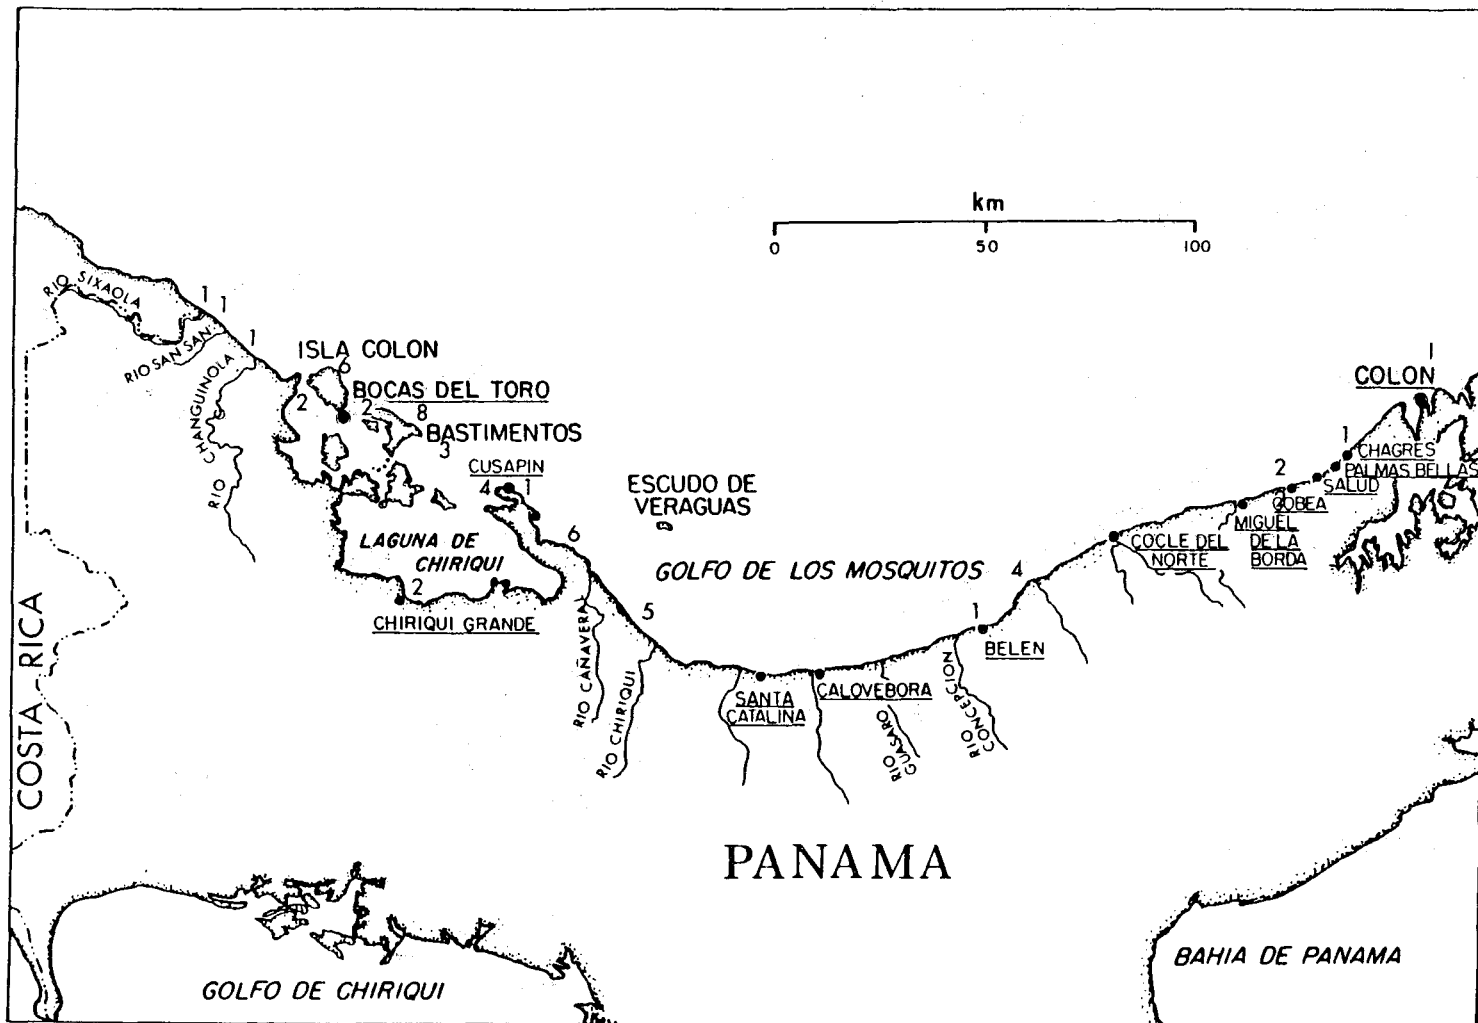 km
0 50 100
RIO SIXAOLA
1
1
RIO SAN SAN
1
RIO CHANGUINOLA
ISLA COLON
6
BOCAS DEL TORO
2
2
8
BASTIMENTOS
3
CUSAPIN
4
1
ESCUDO DE
VERAGUAS
LAGUNA DE
CHIRIQUI
6
GOLFO DE LOS MOSQUITOS
2
CHIRIQUI GRANDE
5
RIO CAÑAVERAL
RIO CHIRIQUI
SANTA
CATALINA
CALOVEBORA
RIO
GUASARO
RIO
CONCEPCION
1
BELEN
4
COCLE DEL
NORTE
MIGUEL
DE LA
BORDA
2
GOBEA
SALUD
PALMAS BELLAS
CHAGRES
1
COLON
1
COSTA RICA
PANAMA
GOLFO DE CHIRIQUI
BAHIA DE PANAMA